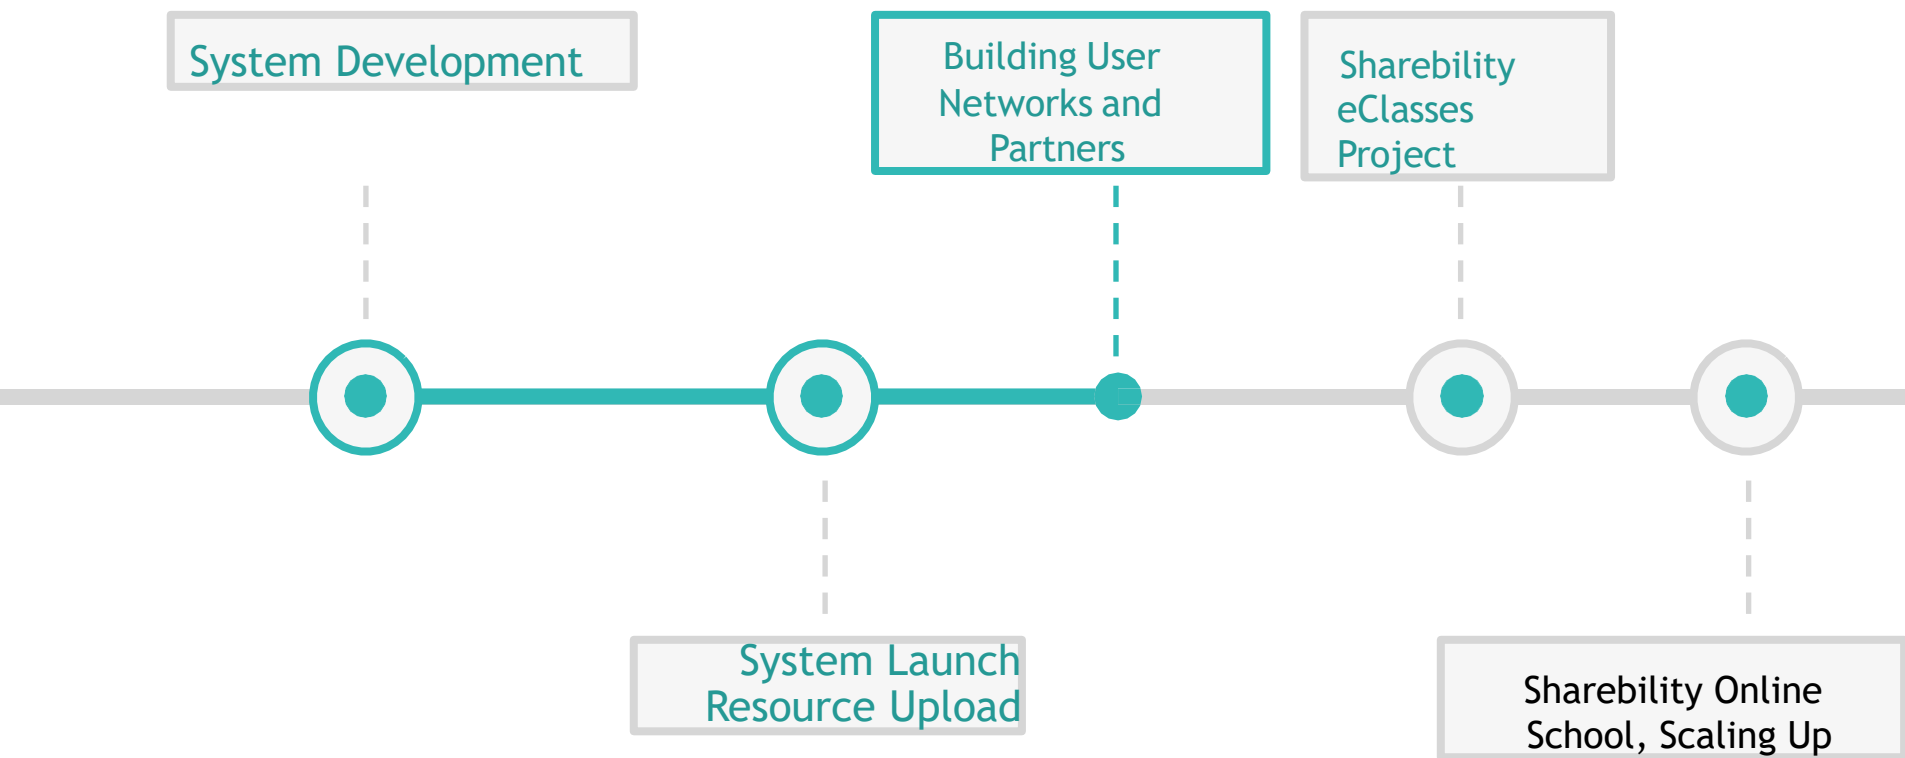 System Development
Building User
Networks and
Partners
Sharebility
eClasses
Project
System Launch
Resource Upload
Sharebility Online
School, Scaling Up